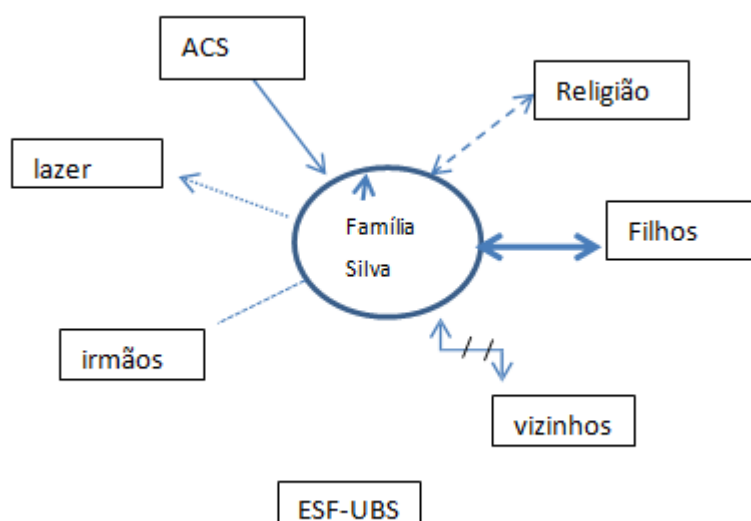 ACS
Religião
lazer
Família
Silva
Filhos
irmãos
vizinhos
ESF-UBS